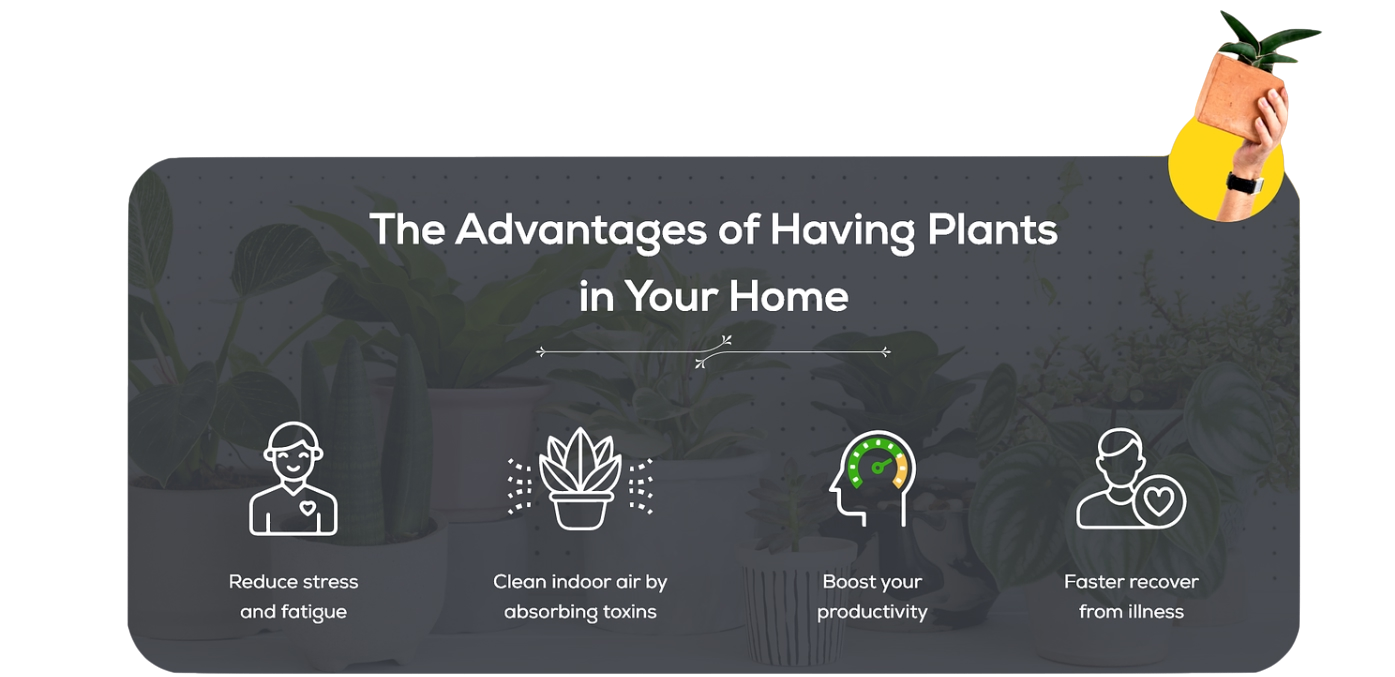 The Advantages of Having Plants
in Your Home
Reduce stress
and fatigue
Clean indoor air by
absorbing toxins
Boost your
productivity
Faster recover
from illness